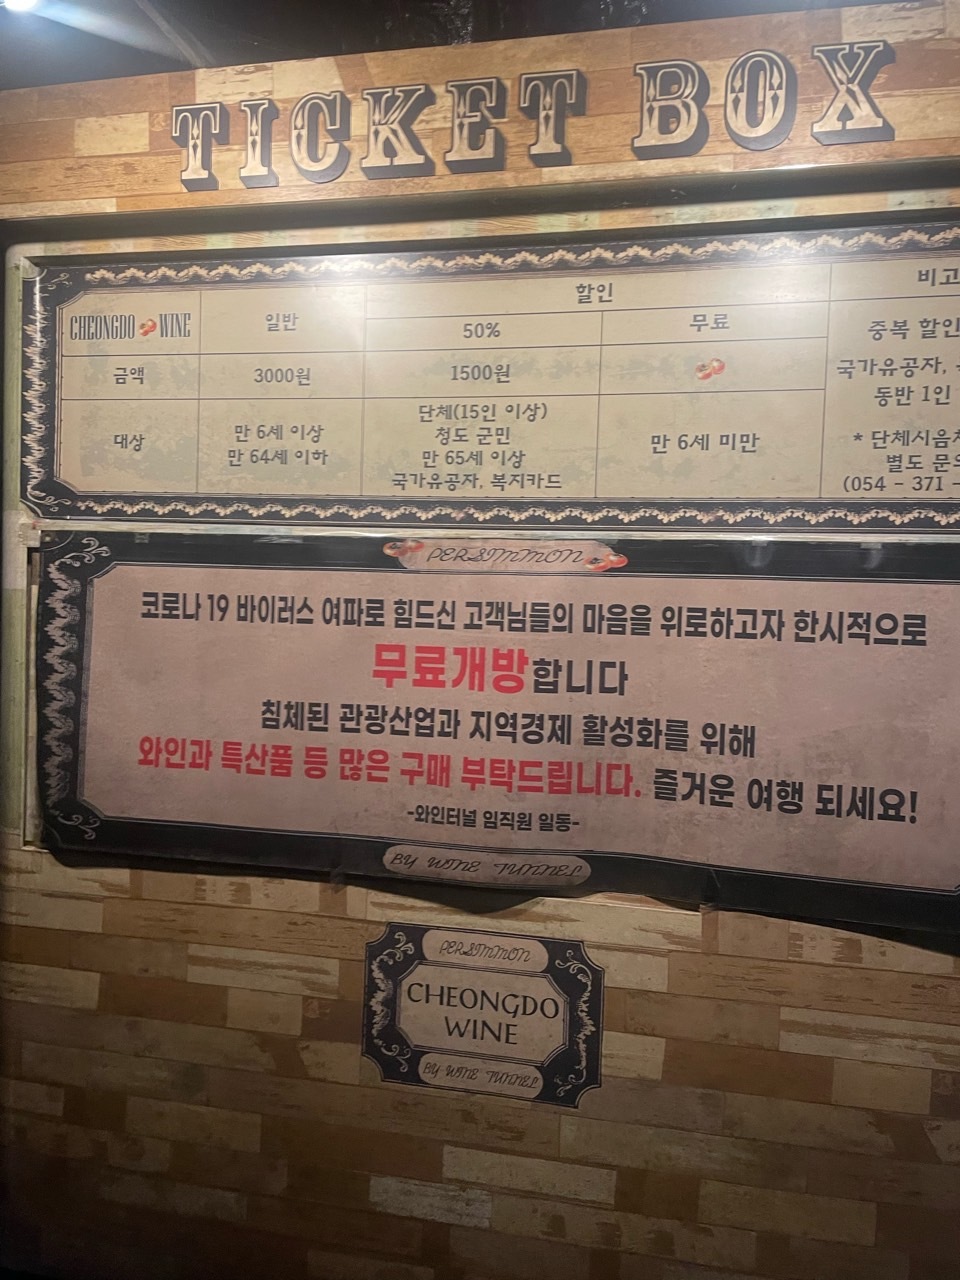 TICKET BOX
CHEONGDO WINE
일반
할인
비고
50%
무료
금액
3000원
1500원
대상
만 6세 이상
만 64세 이하
단체(15인 이상)
청도 군민
만 65세 이상
국가유공자, 복지카드
만 6세 미만
중복 할인
국가유공자,
동반 1인
* 단체시음
별도 문의
(054 - 371 -
PERSIMMON
코로나 19 바이러스 여파로 힘드신 고객님들의 마음을 위로하고자 한시적으로
무료개방합니다
침체된 관광산업과 지역경제 활성화를 위해
와인과 특산품 등 많은 구매 부탁드립니다. 즐거운 여행 되세요!
-와인터널 임직원 일동-
BY WINE TUNNEL
PERSIMMON
CHEONGDO
WINE
BY WINE TUNNEL